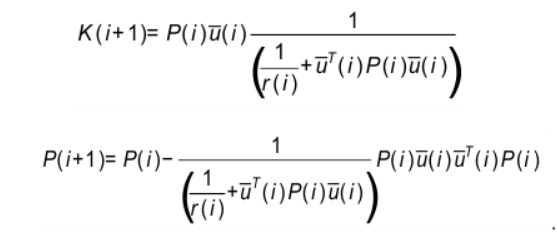 K(i+1)= P(i)u̅(i) 1/(1/r(i) +u̅ᵀ(i)P(i)u̅(i))
P(i+1)= P(i)− 1/(1/r(i) +u̅ᵀ(i)P(i)u̅(i)) P(i)u̅(i)u̅ᵀ(i)P(i)
.